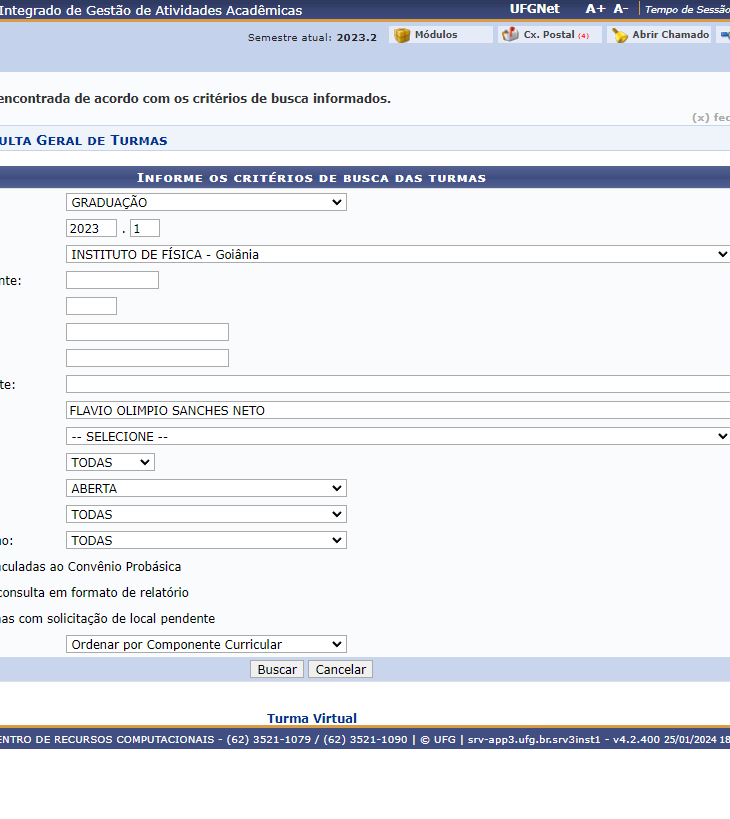 Integrado de Gestão de Atividades Acadêmicas UFGNet A+ A- Tempo de Sessão
Semestre atual: 2023.2 Módulos Cx. Postal (4) Abrir Chamado
encontrada de acordo com os critérios de busca informados.
(x) fec
ULTA GERAL DE TURMAS
INFORME OS CRITÉRIOS DE BUSCA DAS TURMAS
GRADUAÇÃO
2023 . 1
INSTITUTO DE FÍSICA - Goiânia
nte:
te:
FLAVIO OLIMPIO SANCHES NETO
-- SELECIONE --
TODAS
ABERTA
TODAS
ão: TODAS
nculadas ao Convênio Probásica
consulta em formato de relatório
mas com solicitação de local pendente
Ordenar por Componente Curricular
Buscar Cancelar
Turma Virtual
ENTRO DE RECURSOS COMPUTACIONAIS - (62) 3521-1079 / (62) 3521-1090 | © UFG | srv-app3.ufg.br.srv3inst1 - v4.2.400 25/01/2024 18